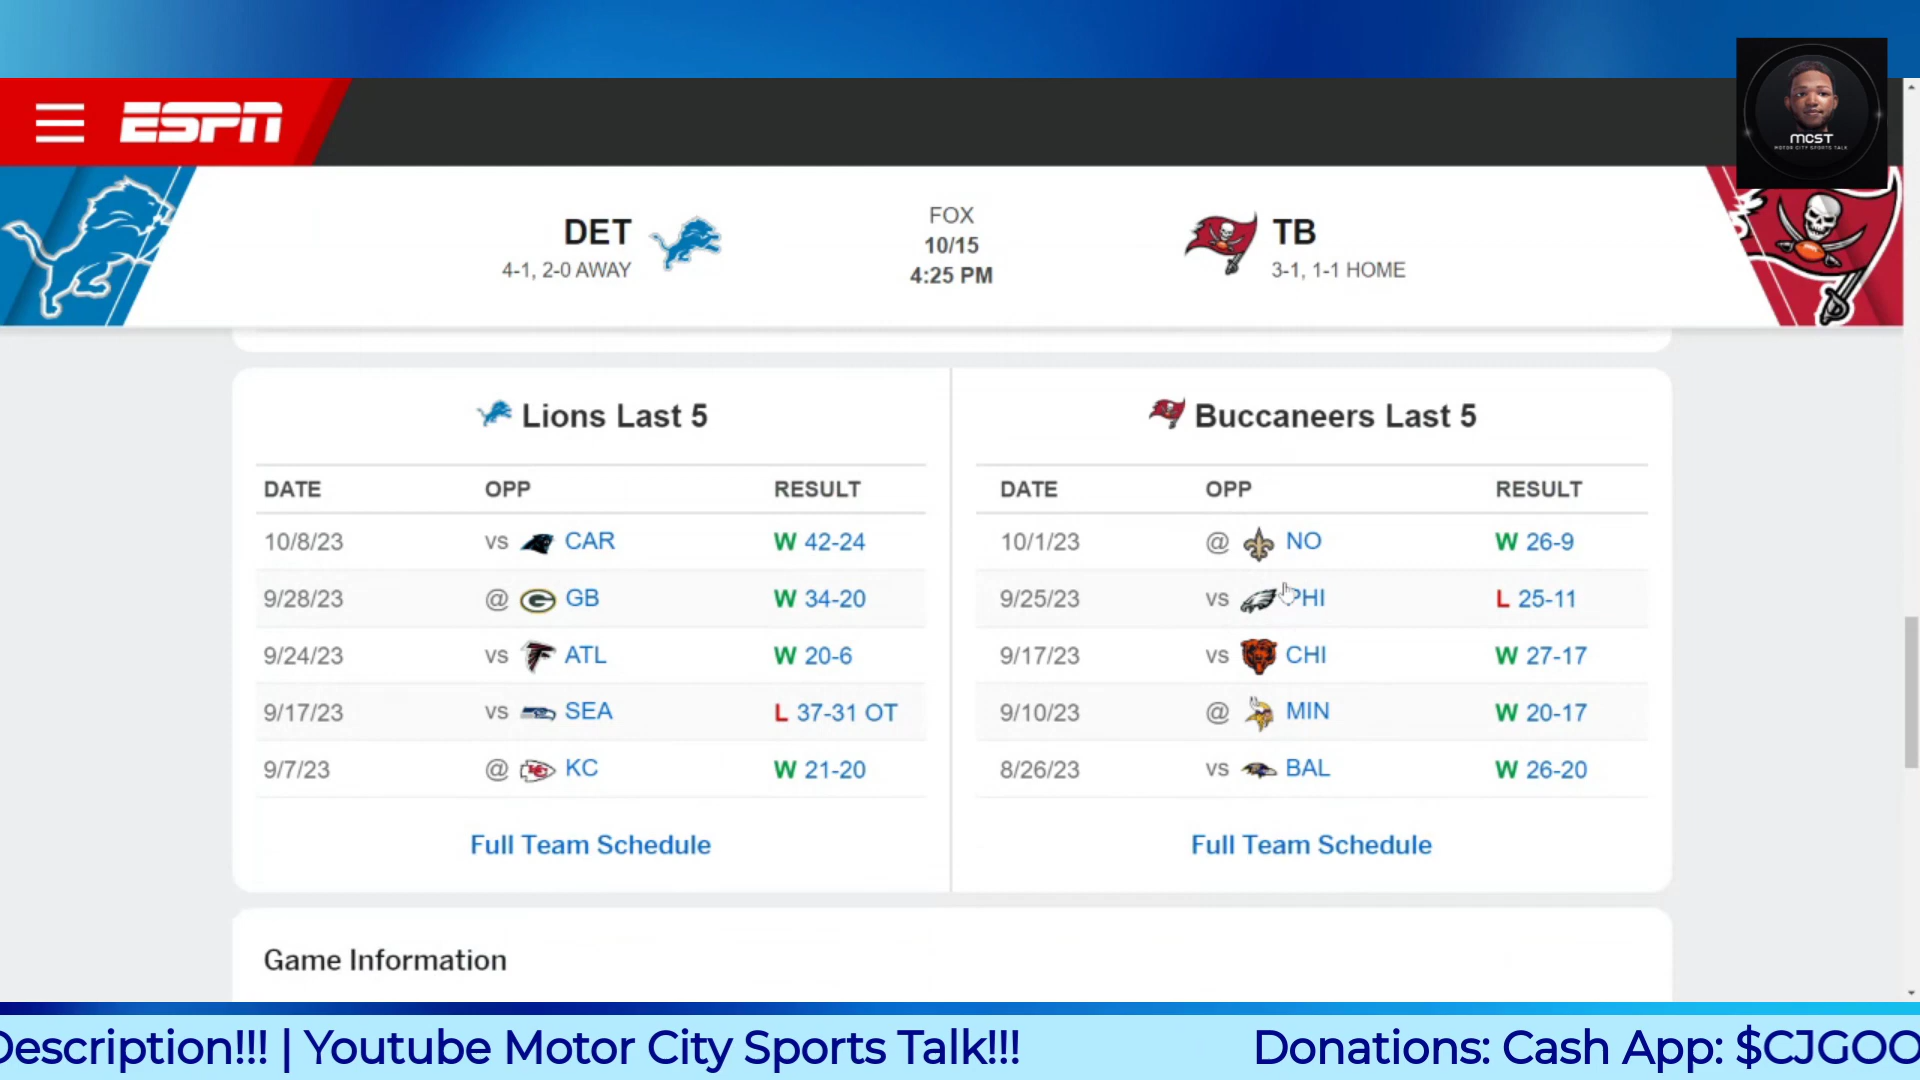 MCST
MOTOR CITY SPORTS TALK
ESPN
DET
4-1, 2-0 AWAY
FOX
10/15
4:25 PM
TB
3-1, 1-1 HOME
Lions Last 5
DATE OPP RESULT
10/8/23 vs CAR W 42-24
9/28/23 @ GB W 34-20
9/24/23 vs ATL W 20-6
9/17/23 vs SEA L 37-31 OT
9/7/23 @ KC W 21-20
Full Team Schedule
Buccaneers Last 5
DATE OPP RESULT
10/1/23 @ NO W 26-9
9/25/23 vs PHI L 25-11
9/17/23 vs CHI W 27-17
9/10/23 @ MIN W 20-17
8/26/23 vs BAL W 26-20
Full Team Schedule
Game Information
Description!!! | Youtube Motor City Sports Talk!!! Donations: Cash App: $CJGOO